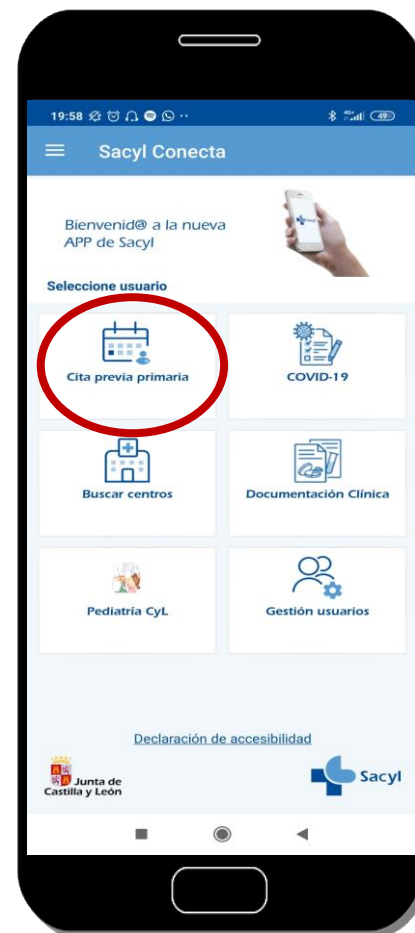 19:58
49
Sacyl Conecta
Bienvenid@ a la nueva
APP de Sacyl
Seleccione usuario
Cita previa primaria
COVID-19
Buscar centros
Documentación Clínica
Pediatría CyL
Gestión usuarios
Declaración de accesibilidad
Junta de
Castilla y León
Sacyl